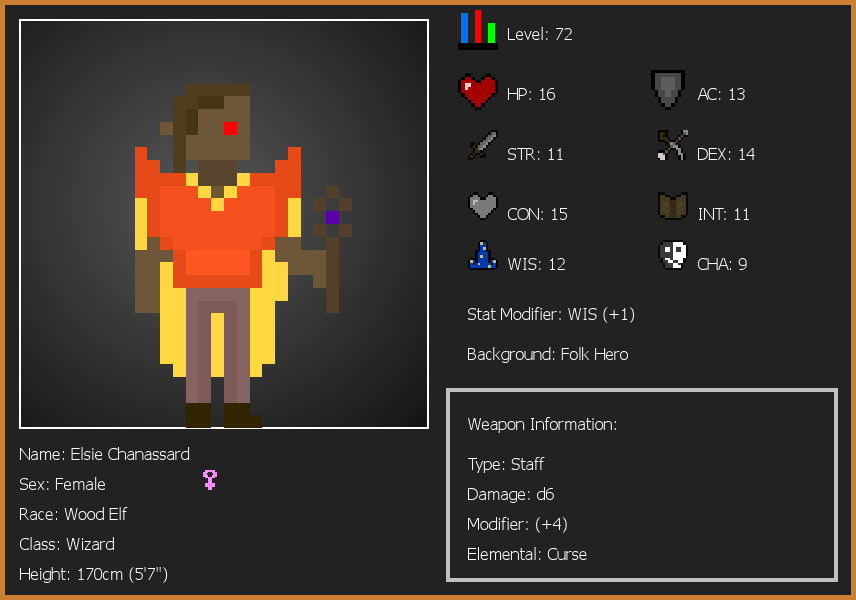 Level: 72
HP: 16
AC: 13
STR: 11
DEX: 14
CON: 15
INT: 11
WIS: 12
CHA: 9
Stat Modifier: WIS (+1)
Background: Folk Hero
Weapon Information:
Type: Staff
Damage: d6
Modifier: (+4)
Elemental: Curse
Name: Elsie Chanassard
Sex: Female
Race: Wood Elf
Class: Wizard
Height: 170cm (5'7")